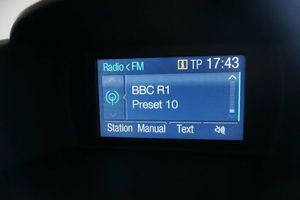 Radio < FM i TP 17:43
BBC R1
Preset 10
Station Manual Text